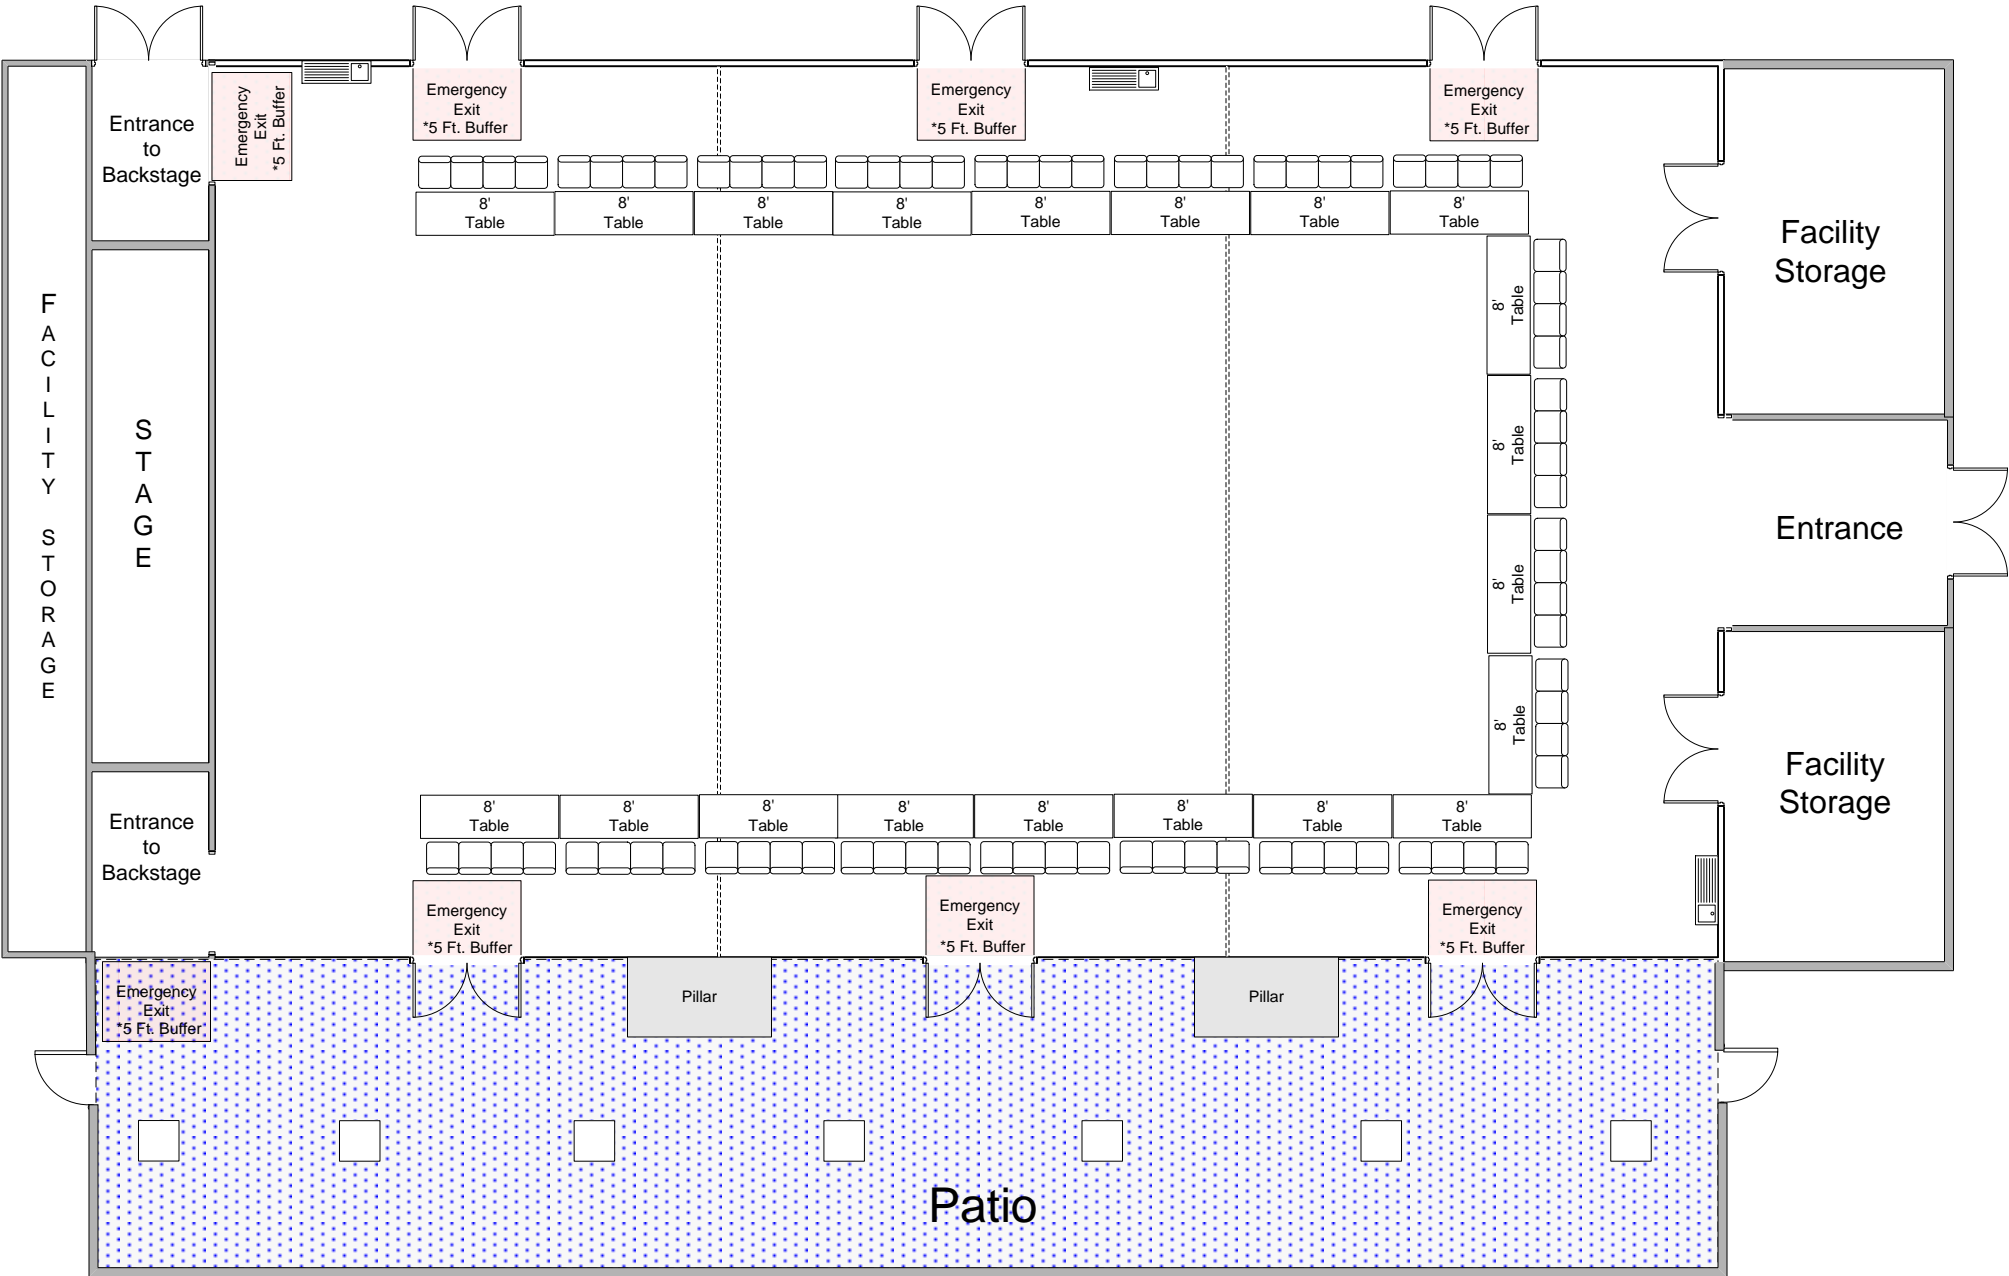 Entrance
to
Backstage
Emergency
Exit
*5 Ft. Buffer
Emergency
Exit
*5 Ft. Buffer
Emergency
Exit
*5 Ft. Buffer
Emergency
Exit
*5 Ft. Buffer
8'
Table
8'
Table
8'
Table
8'
Table
8'
Table
8'
Table
8'
Table
8'
Table
Facility
Storage
FACILITY STORAGE
STAGE
8'
Table
8'
Table
8'
Table
8'
Table
Entrance
Facility
Storage
Entrance
to
Backstage
8'
Table
8'
Table
8'
Table
8'
Table
8'
Table
8'
Table
8'
Table
8'
Table
Emergency
Exit
*5 Ft. Buffer
Emergency
Exit
*5 Ft. Buffer
Emergency
Exit
*5 Ft. Buffer
Emergency
Exit
*5 Ft. Buffer
Pillar
Pillar
Patio